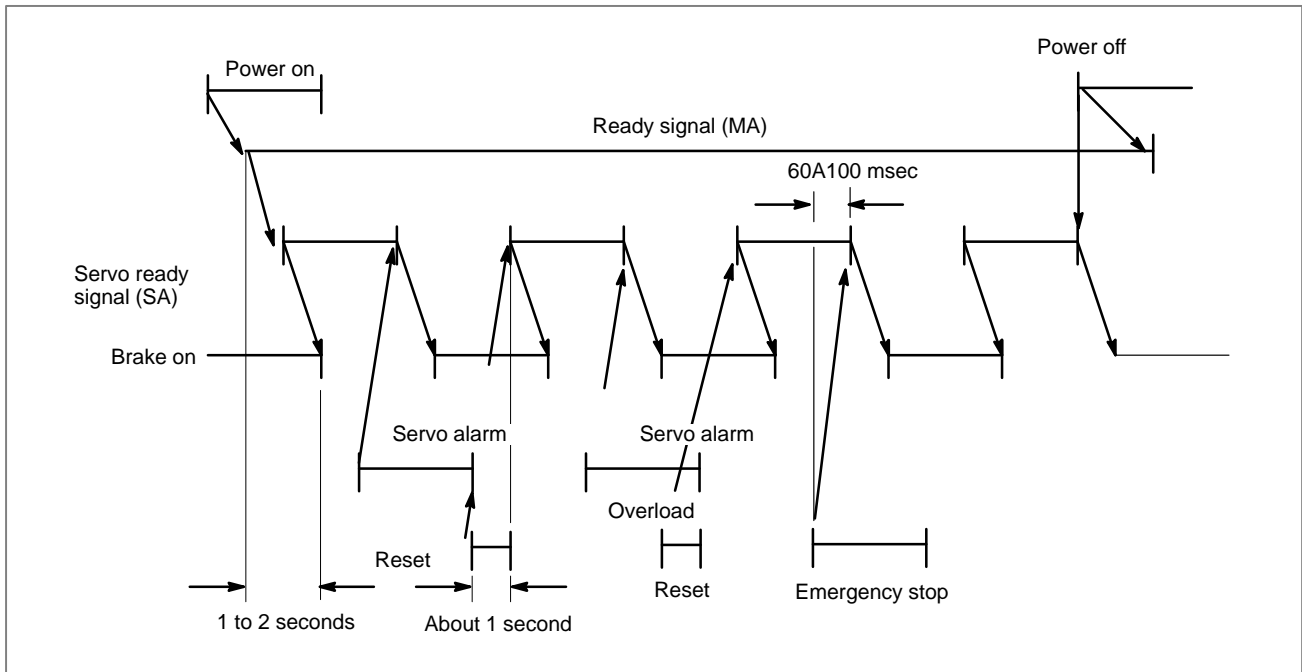 Power off
Power on
Ready signal (MA)
60A100 msec
Servo ready
signal (SA)
Brake on
Servo alarm
Servo alarm
Overload
Reset
Reset
Emergency stop
1 to 2 seconds
About 1 second